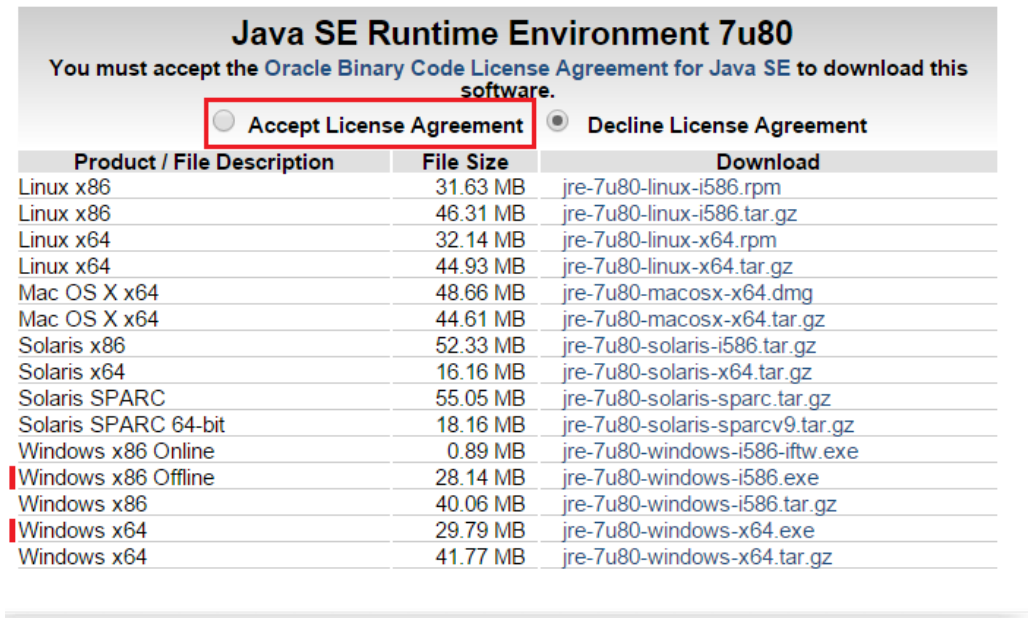 Java SE Runtime Environment 7u80
You must accept the Oracle Binary Code License Agreement for Java SE to download this
software.
Accept License Agreement Decline License Agreement
Product / File Description File Size Download
Linux x86 31.63 MB jre-7u80-linux-i586.rpm
Linux x86 46.31 MB jre-7u80-linux-i586.tar.gz
Linux x64 32.14 MB jre-7u80-linux-x64.rpm
Linux x64 44.93 MB jre-7u80-linux-x64.tar.gz
Mac OS X x64 48.66 MB jre-7u80-macosx-x64.dmg
Mac OS X x64 44.61 MB jre-7u80-macosx-x64.tar.gz
Solaris x86 52.33 MB jre-7u80-solaris-i586.tar.gz
Solaris x64 16.16 MB jre-7u80-solaris-x64.tar.gz
Solaris SPARC 55.05 MB jre-7u80-solaris-sparc.tar.gz
Solaris SPARC 64-bit 18.16 MB jre-7u80-solaris-sparcv9.tar.gz
Windows x86 Online 0.89 MB jre-7u80-windows-i586-iftw.exe
Windows x86 Offline 28.14 MB jre-7u80-windows-i586.exe
Windows x86 40.06 MB jre-7u80-windows-i586.tar.gz
Windows x64 29.79 MB jre-7u80-windows-x64.exe
Windows x64 41.77 MB jre-7u80-windows-x64.tar.gz